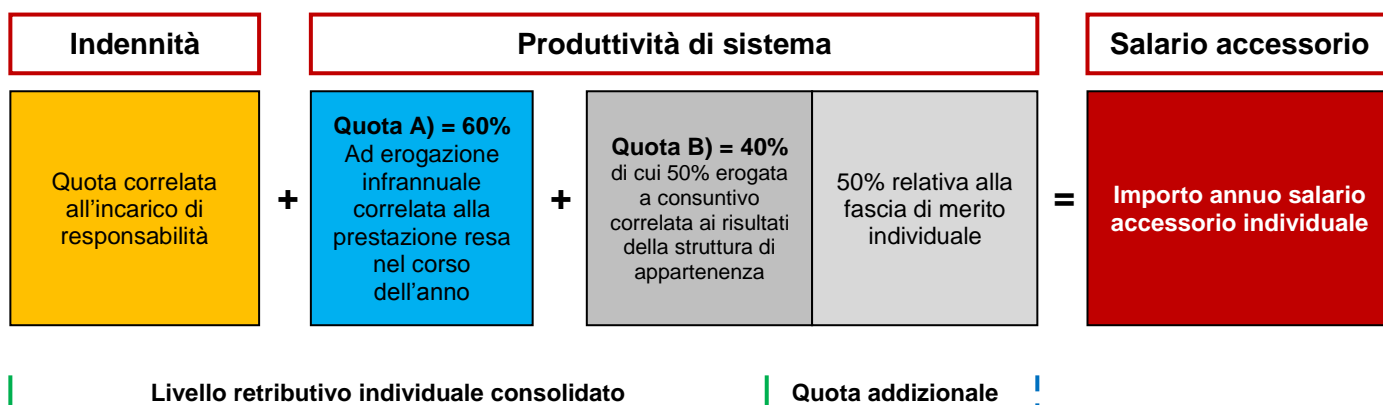 Indennità
Produttività di sistema
Salario accessorio
Quota correlata
all’incarico di
responsabilità
+
Quota A) = 60%
Ad erogazione
infrannuale
correlata alla
prestazione resa
nel corso
dell’anno
+
Quota B) = 40%
di cui 50% erogata
a consuntivo
correlata ai risultati
della struttura di
appartenenza
50% relativa alla
fascia di merito
individuale
=
Importo annuo salario
accessorio individuale
Livello retributivo individuale consolidato
Quota addizionale